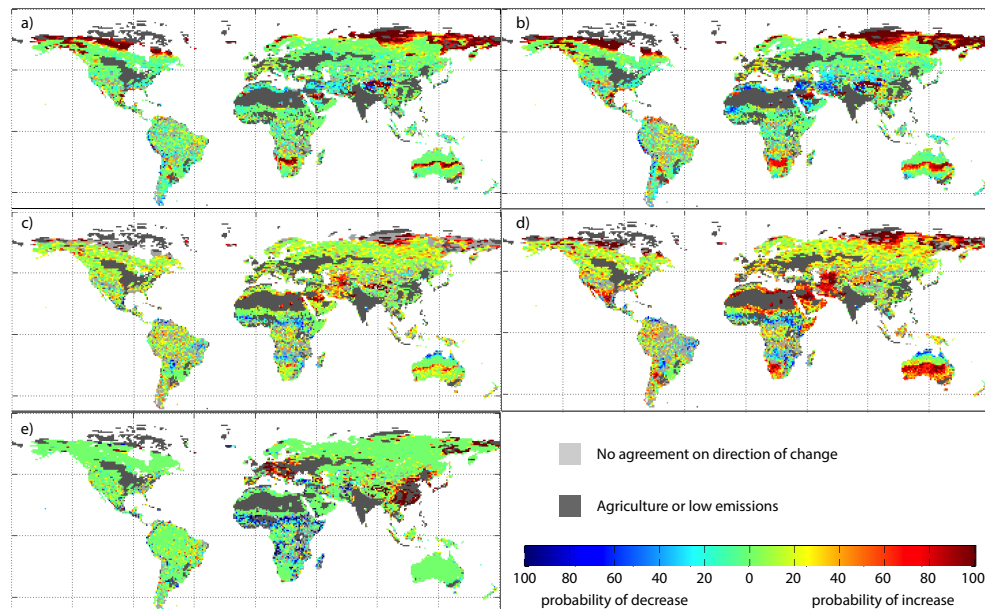 a)
b)
c)
d)
e)
No agreement on direction of change
Agriculture or low emissions
100 80 60 40 20 0 20 40 60 80 100
probability of decrease probability of increase